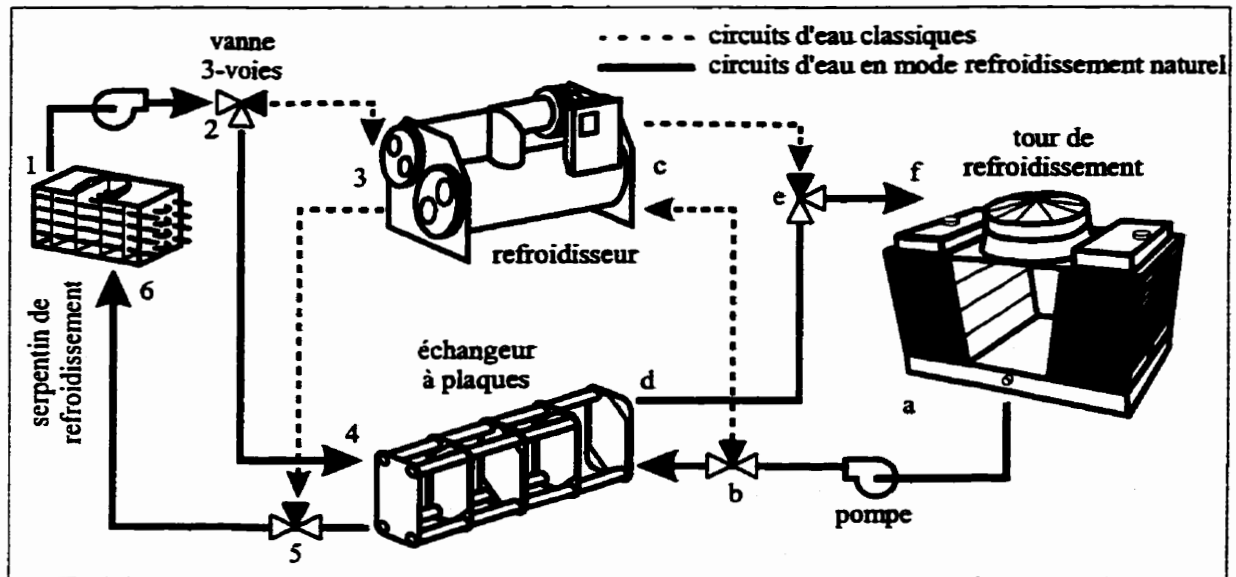 vanne
3-voies
circuits d'eau classiques
circuits d'eau en mode refroidissement naturel
1
2
3
c
e
f
tour de
refroidissement
refroidisseur
6
serpentin de
refroidissement
échangeur
à plaques
4
d
a
b
pompe
5